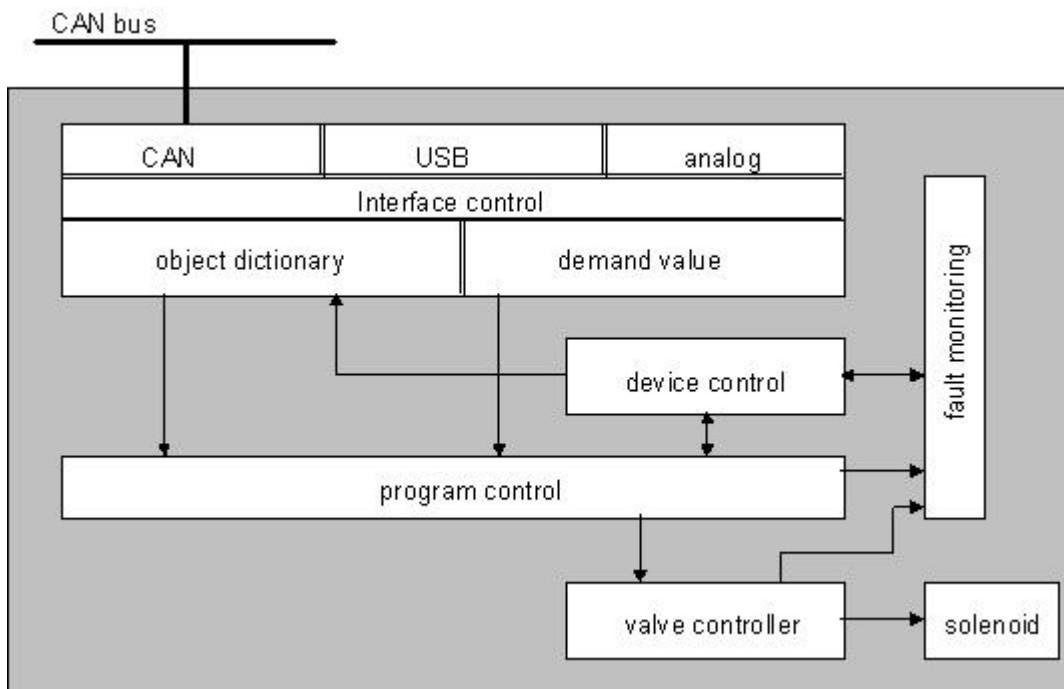 CAN bus
CAN
USB
analog
Interface control
object dictionary
demand value
device control
fault monitoring
program control
valve controller
solenoid